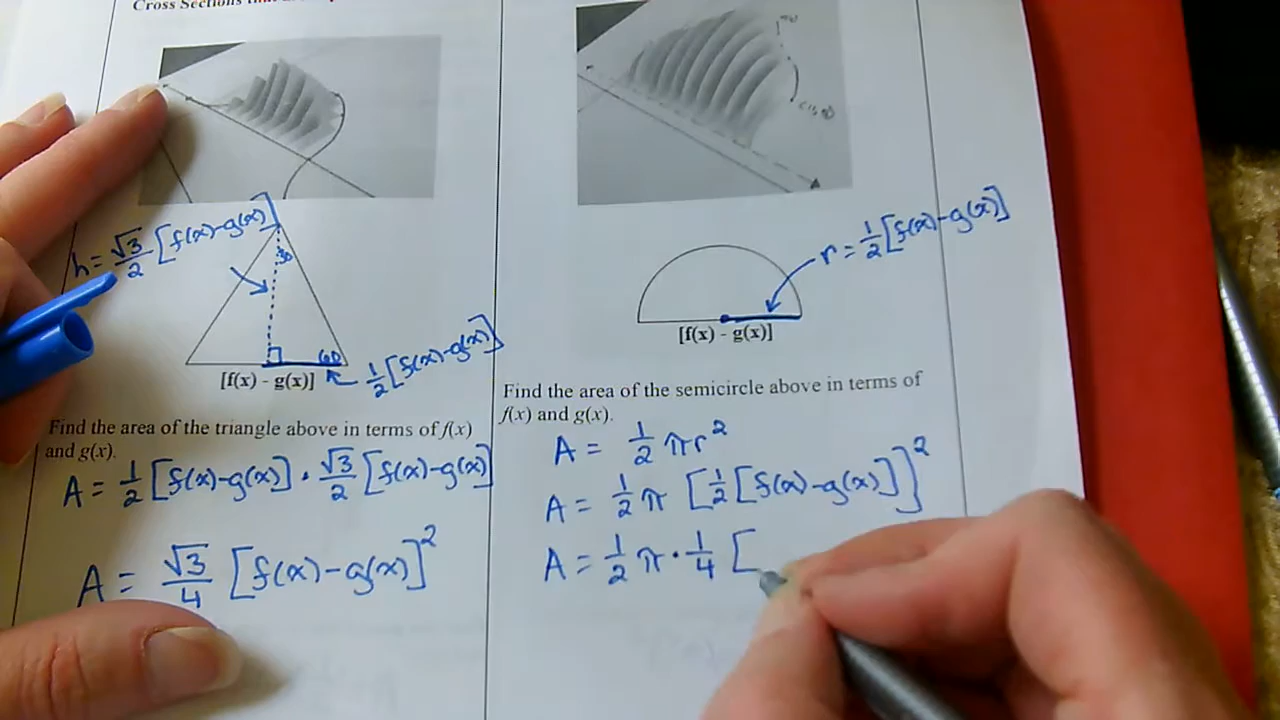 Cross Sections
h = √3/2 [f(x)-g(x)]
30
60
[f(x) - g(x)]
1/2 [f(x)-g(x)]
Find the area of the triangle above in terms of f(x)
and g(x).
A = 1/2 [f(x)-g(x)] · √3/2 [f(x)-g(x)]
A = √3/4 [f(x)-g(x)]²
r = 1/2 [f(x)-g(x)]
[f(x) - g(x)]
Find the area of the semicircle above in terms of
f(x) and g(x).
A = 1/2 πr²
A = 1/2 π [1/2 [f(x)-g(x)]]²
A = 1/2 π · 1/4 [